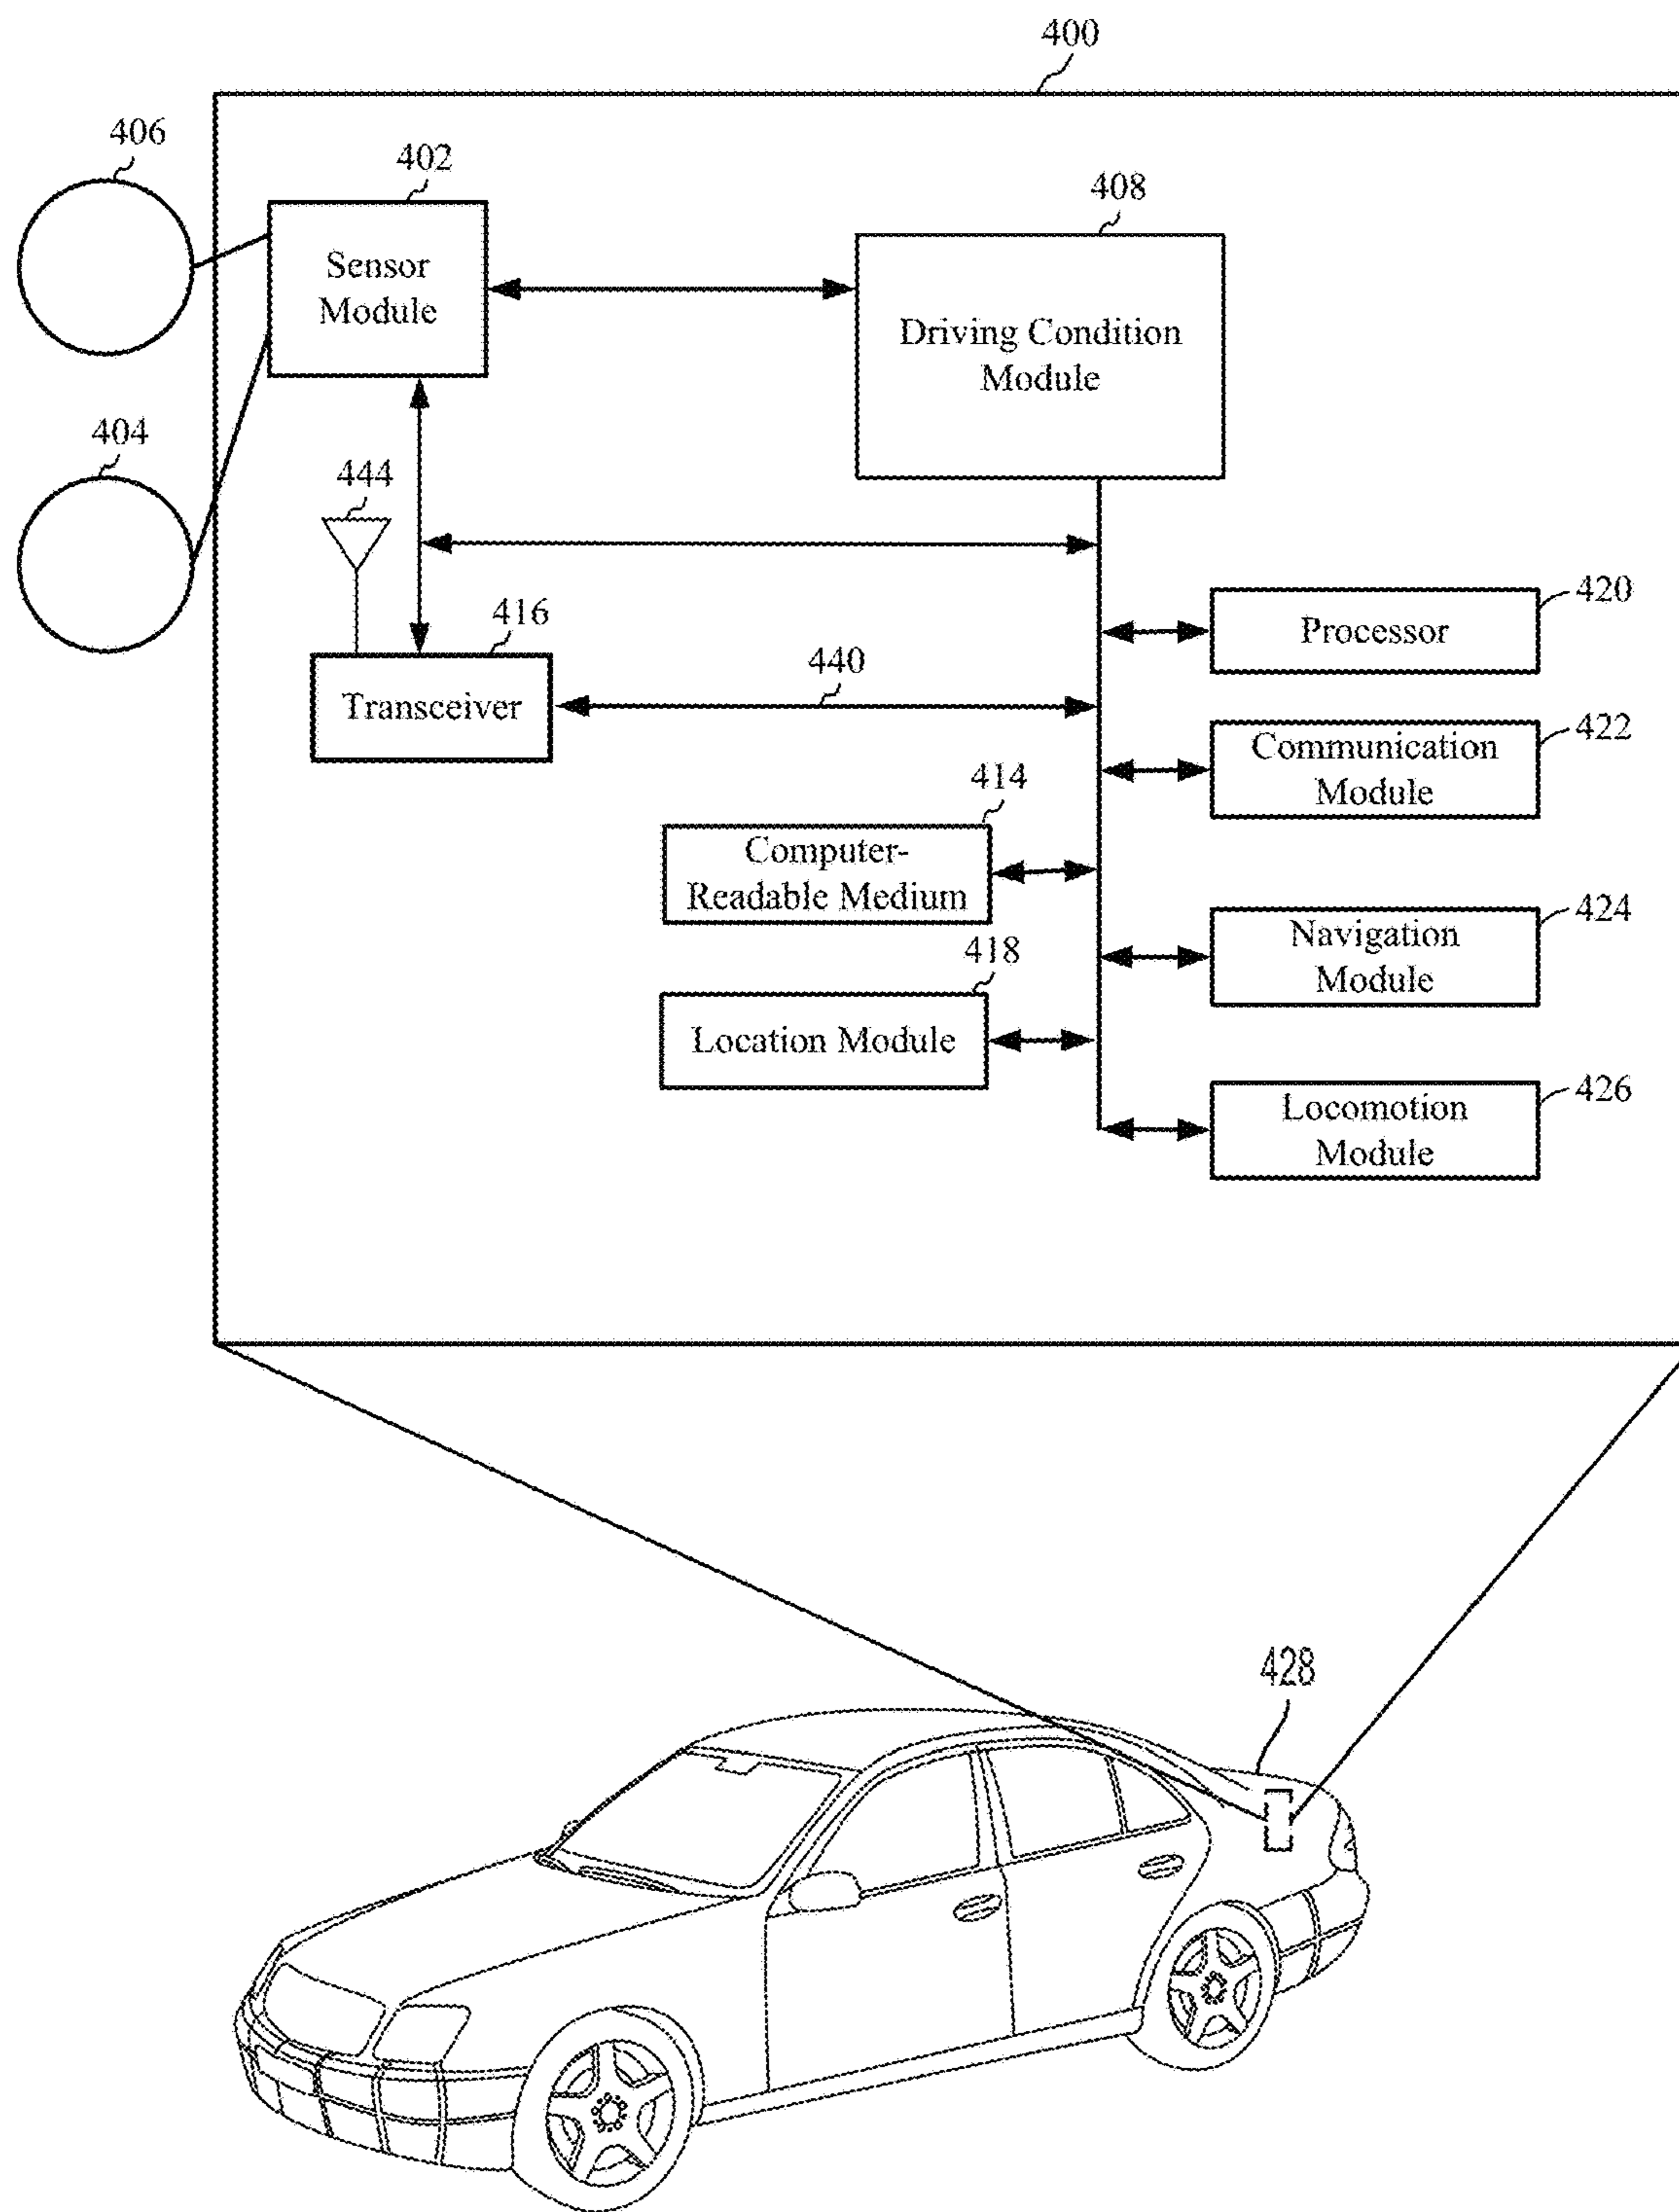 400
406
402
408
Sensor
Module
Driving Condition
Module
404
444
416
420
Processor
440
Transceiver
422
Communication
Module
414
Computer-
Readable Medium
424
Navigation
Module
418
Location Module
426
Locomotion
Module
428